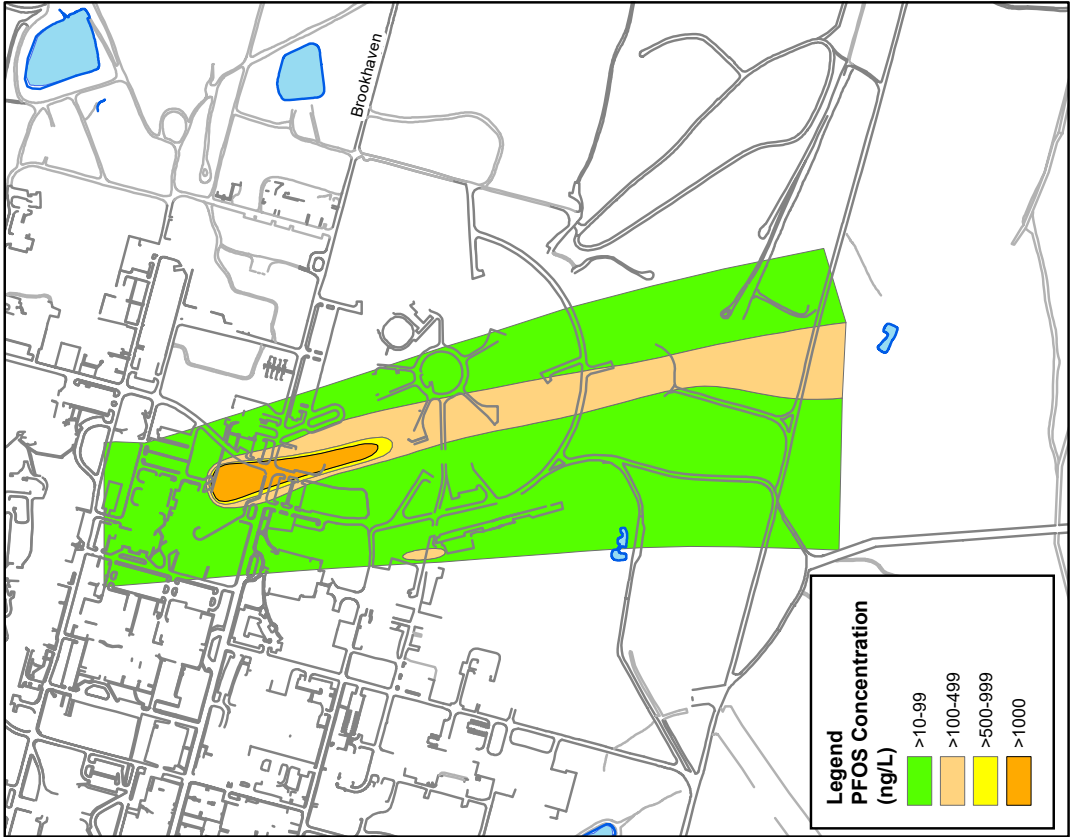 Brookhaven
Legend
PFOS Concentration
(ng/L)
>10-99
>100-499
>500-999
>1000